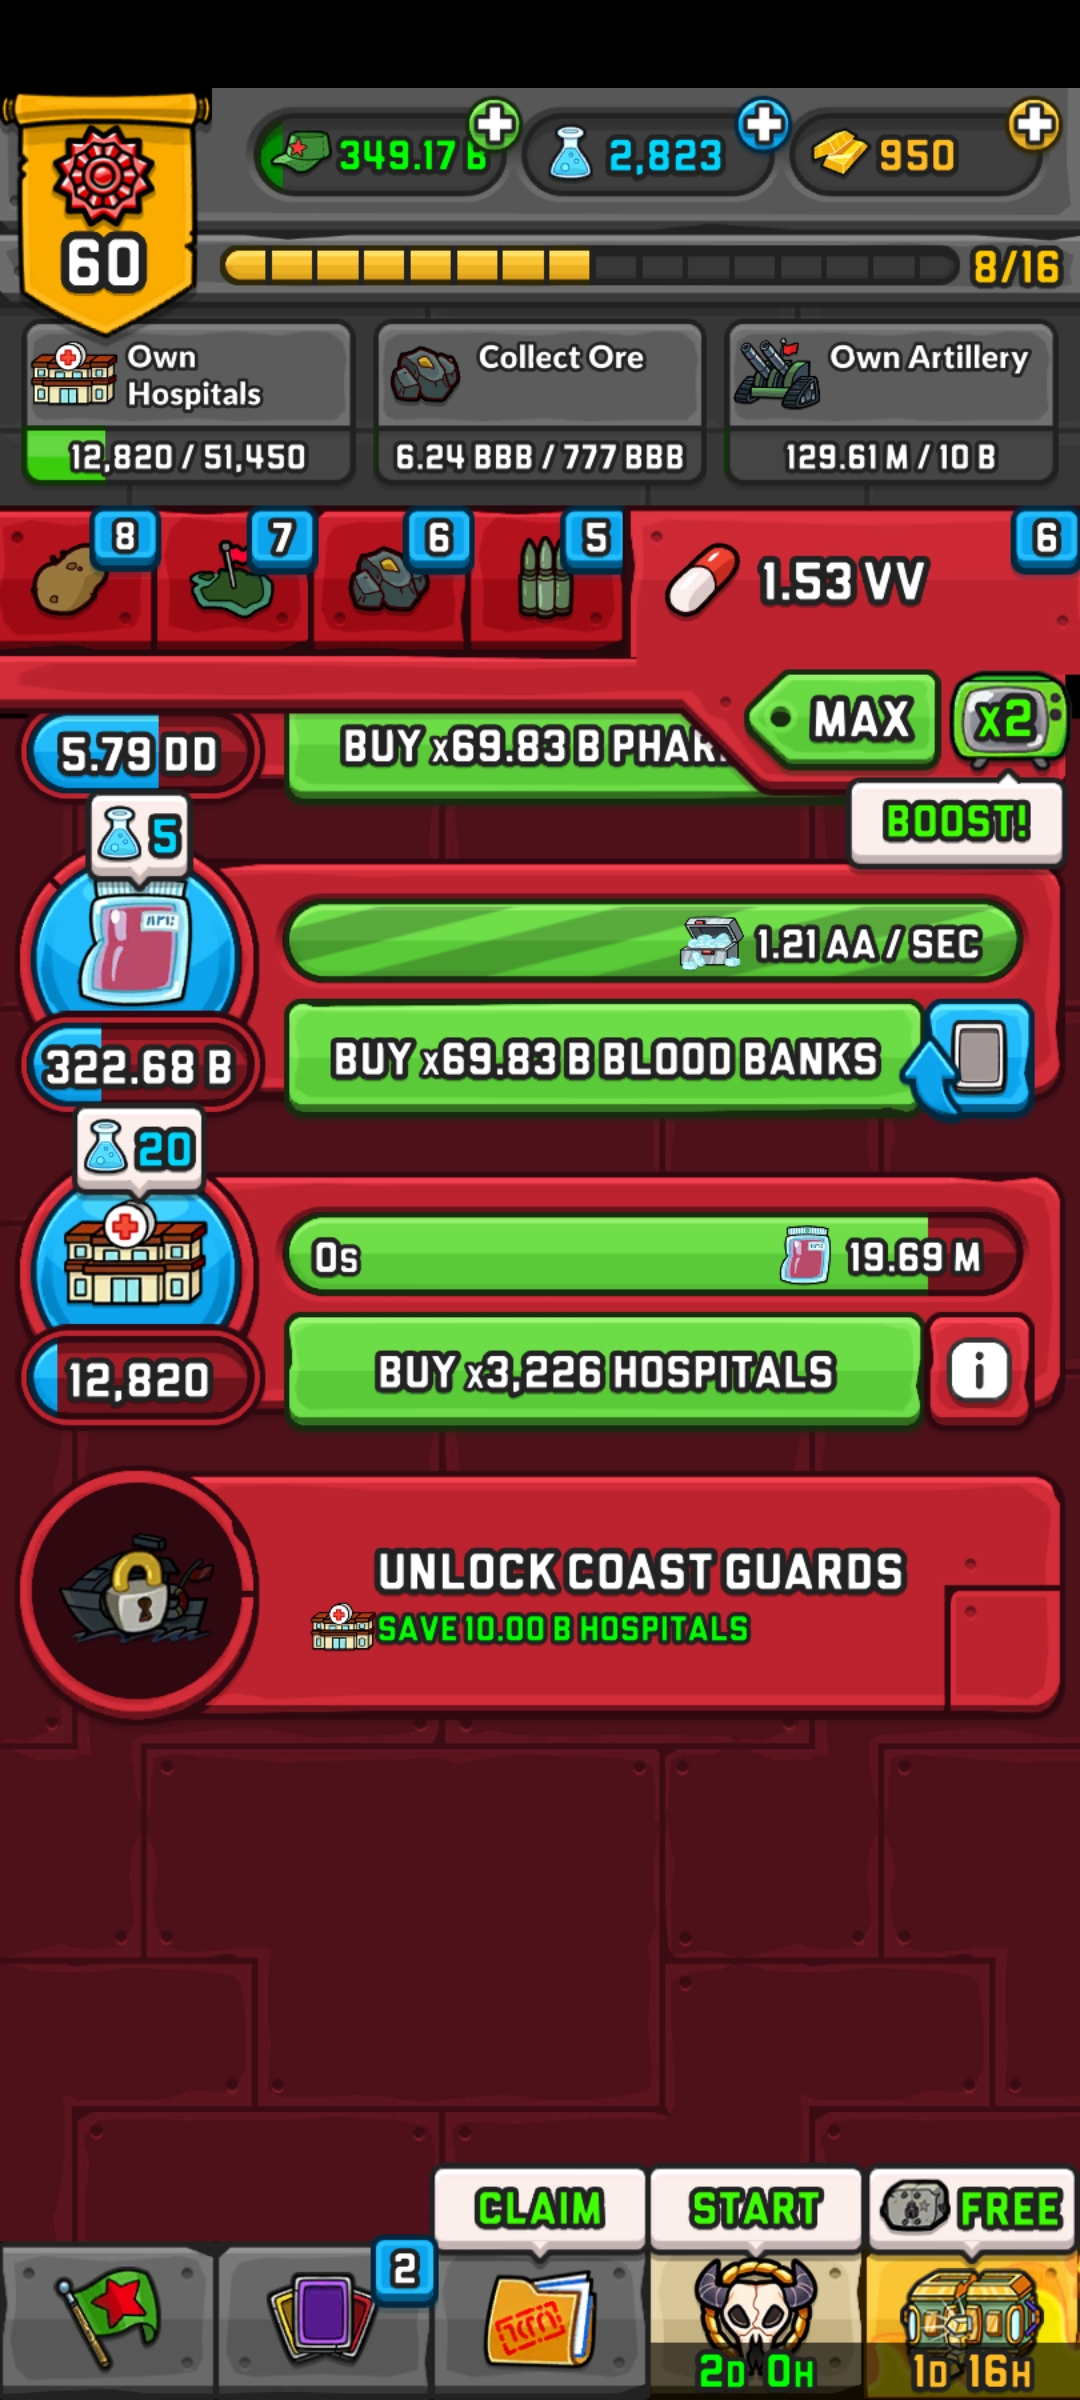 349.17 B
2,823
950
60
8/16
Own
Hospitals
12,820 / 51,450
Collect Ore
6.24 BBB / 777 BBB
Own Artillery
129.61 M / 10 B
8
7
6
5
6
1.53 VV
MAX
x2
BOOST!
5.79 DD
BUY x69.83 B PHAR
5
1.21 AA / SEC
322.68 B
BUY x69.83 B BLOOD BANKS
20
0s
19.69 M
12,820
BUY x3,226 HOSPITALS
i
UNLOCK COAST GUARDS
SAVE 10.00 B HOSPITALS
CLAIM
START
FREE
2
2D 0H
1D 16H